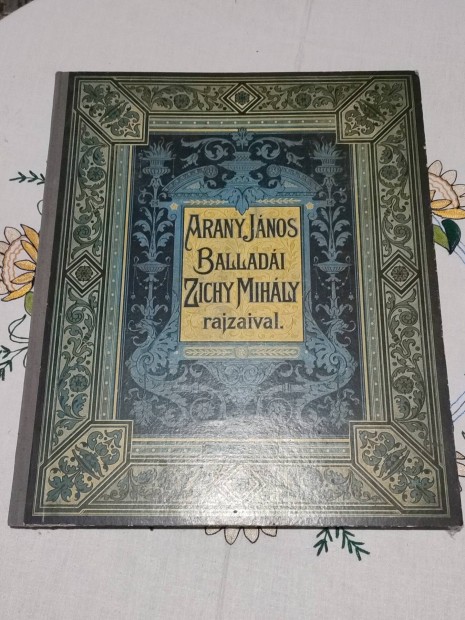 ARANY JÁNOS
BALLADÁI
ZICHY MIHÁLY
rajzaival.